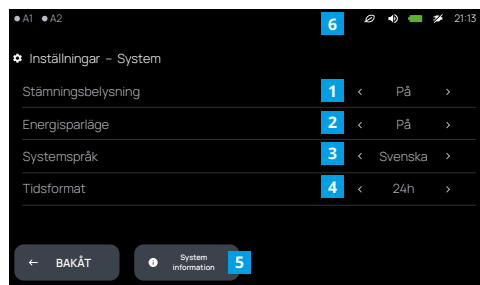 A1 A2 6 21:13
Inställningar – System
Stämningsbelysning 1 < På >
Energisparläge 2 < På >
Systemspråk 3 < Svenska >
Tidsformat 4 < 24h >
← BAKÅT
System
information
5